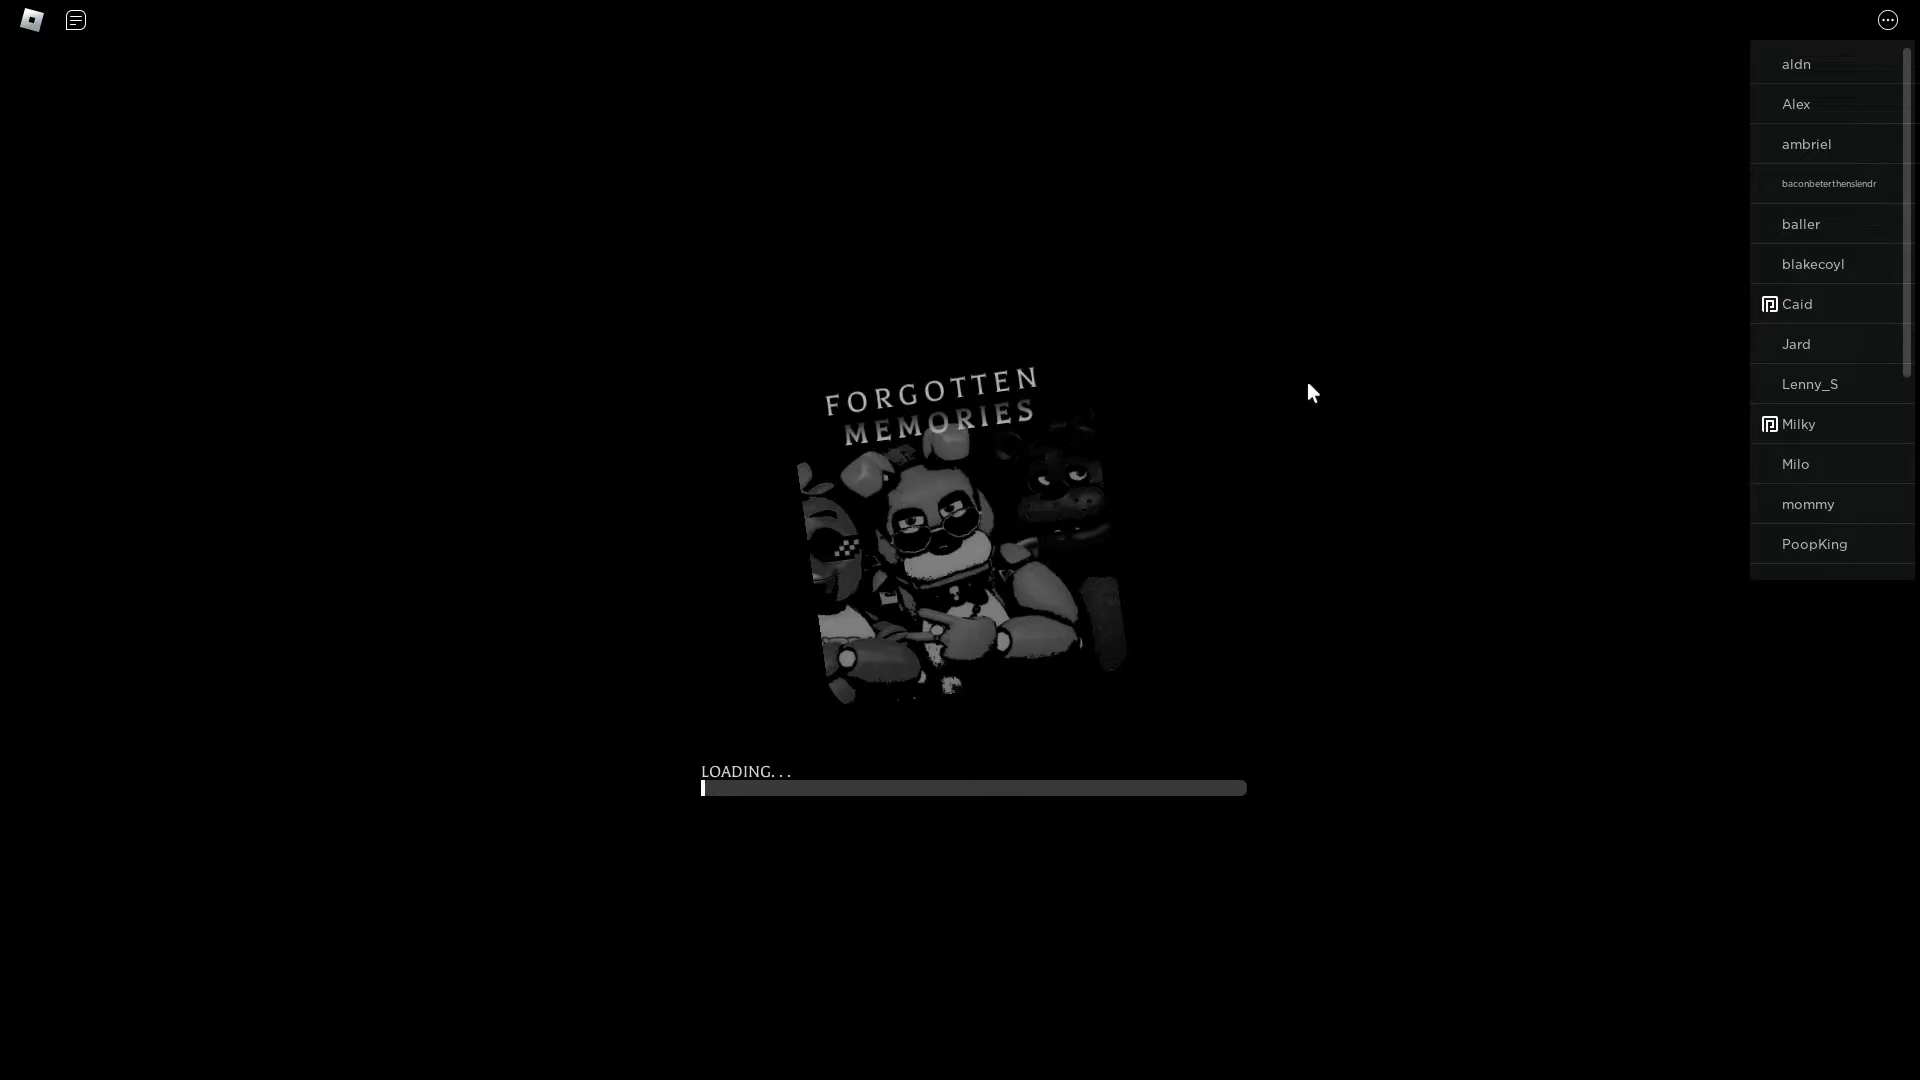 aldn
Alex
ambriel
baconbeterthenslendr
baller
blakecoyl
Caid
Jard
Lenny_S
Milky
Milo
mommy
PoopKing
FORGOTTEN
MEMORIES
LOADING. . .